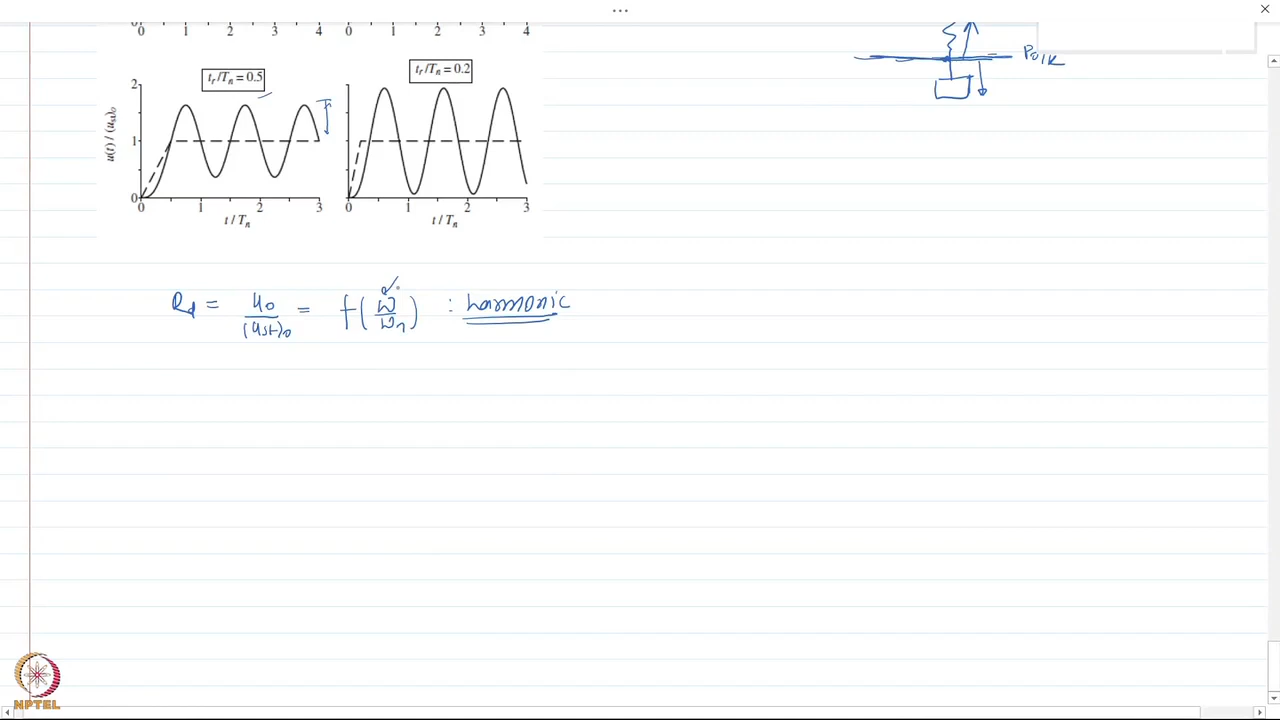 0 1 2 3 4 0 1 2 3 4
P0/K
t_r/T_n = 0.5
t_r/T_n = 0.2
2
1
0
u(t) / (u_st)_0
0 1 2 3 0 1 2 3
t / T_n t / T_n
R_d = u_0/(u_st)_0 = f(ω/ω_n) : harmonic
NPTEL